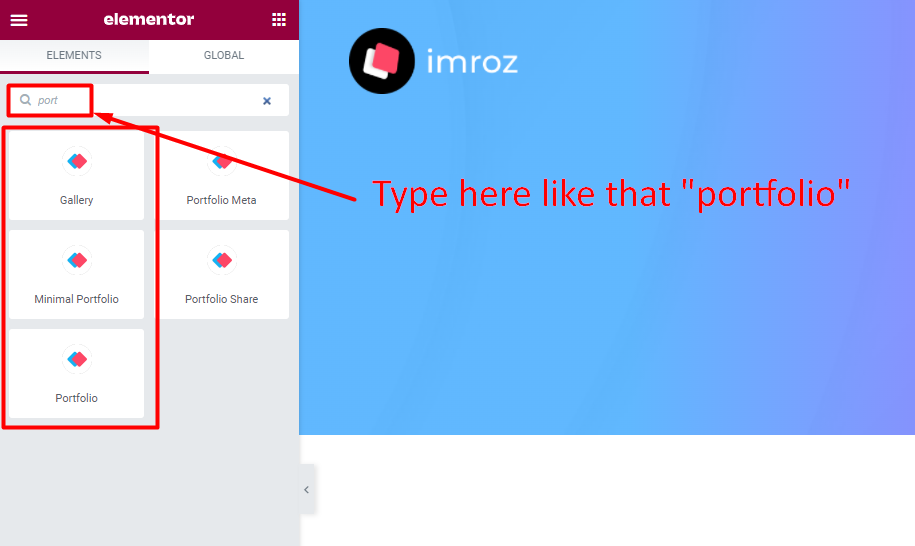 elementor
ELEMENTS
GLOBAL
port
Gallery
Portfolio Meta
Minimal Portfolio
Portfolio Share
Portfolio
imroz
Type here like that "portfolio"